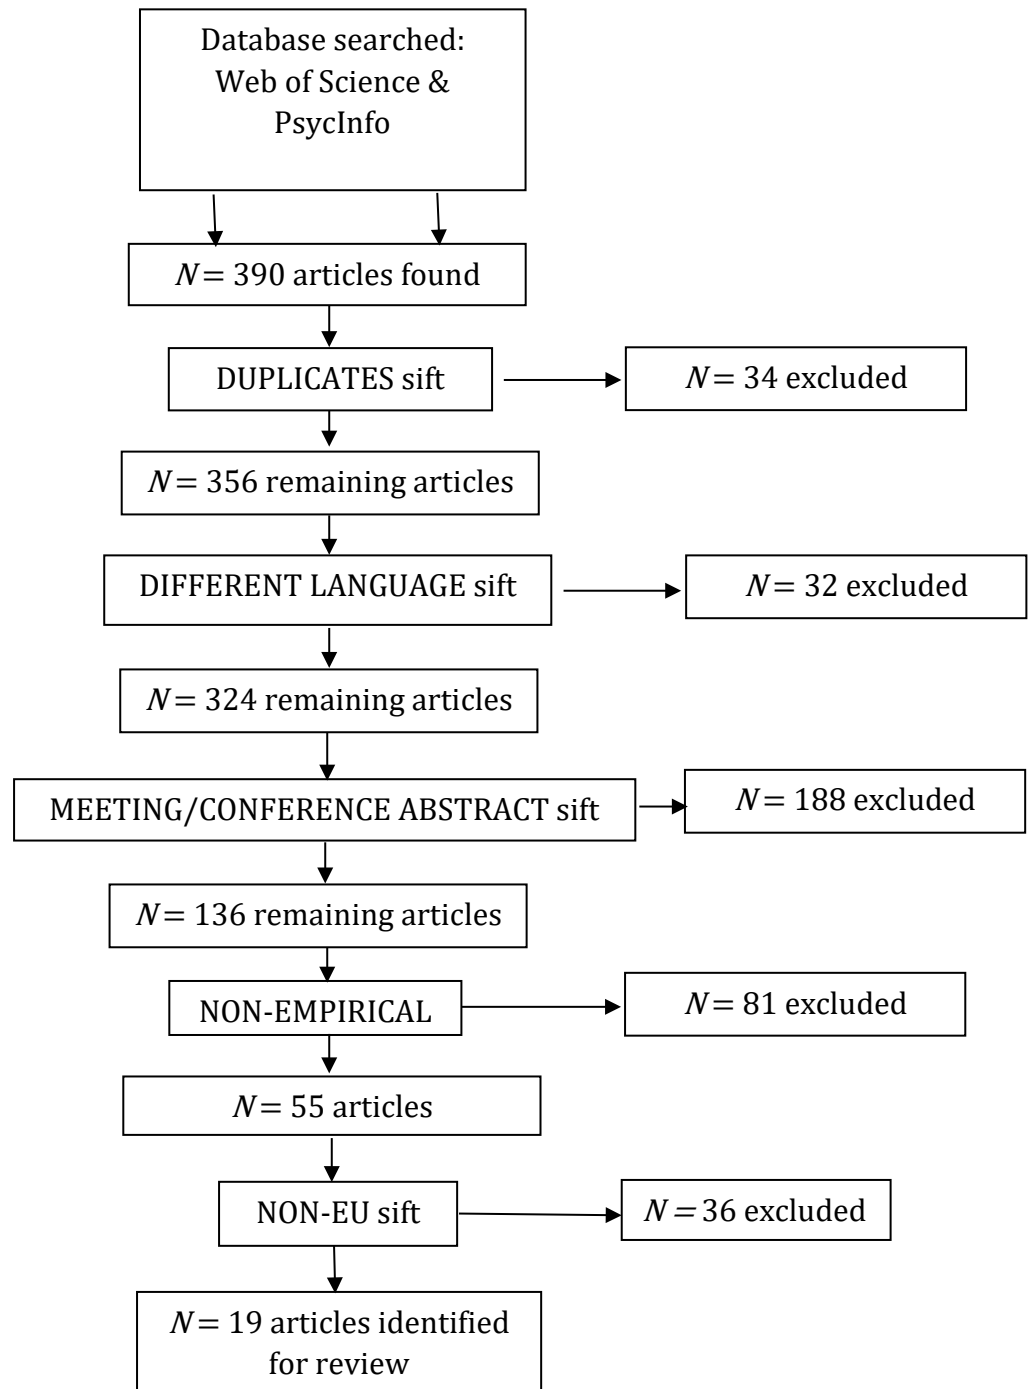 Database searched:
Web of Science &
PsycInfo
N = 390 articles found
DUPLICATES sift
N = 34 excluded
N = 356 remaining articles
DIFFERENT LANGUAGE sift
N = 32 excluded
N = 324 remaining articles
MEETING/CONFERENCE ABSTRACT sift
N = 188 excluded
N = 136 remaining articles
NON-EMPIRICAL
N = 81 excluded
N = 55 articles
NON-EU sift
N = 36 excluded
N = 19 articles identified
for review